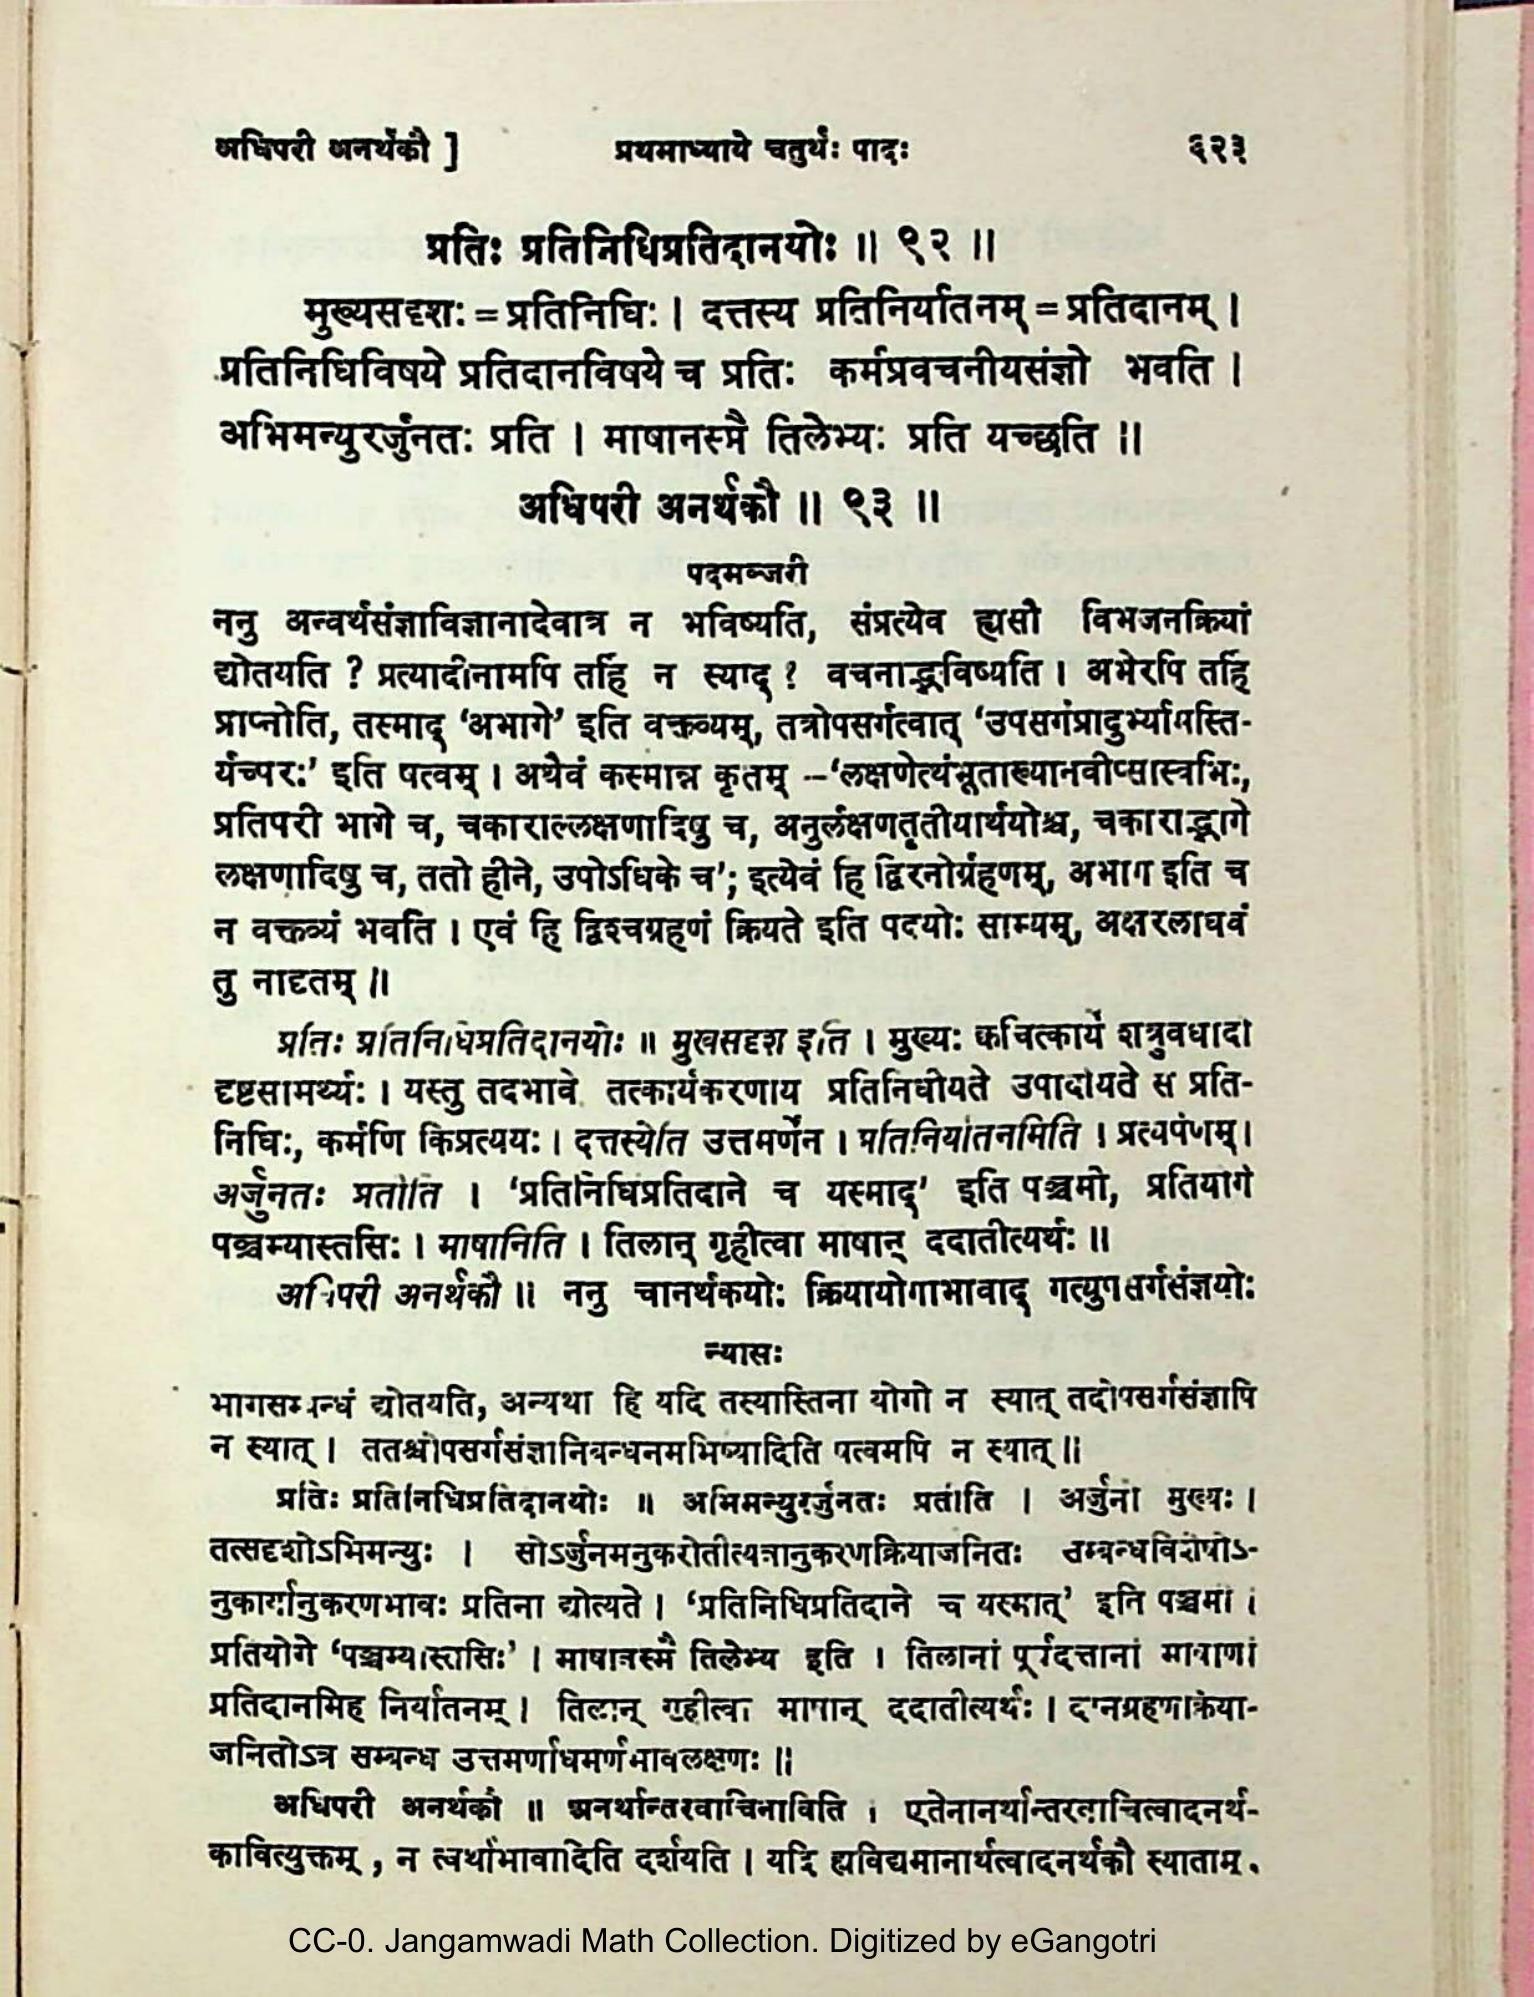 अधिपरी अनर्थकौ ]
प्रथमाध्याये चतुर्थः पादः
६२३
प्रतिः प्रतिनिधिप्रतिदानयोः ॥ ९२ ॥
मुख्यसदृशः = प्रतिनिधिः । दत्तस्य प्रतिनिर्यातनम् = प्रतिदानम् ।
प्रतिनिधिविषये प्रतिदानविषये च प्रतिः कर्मप्रवचनीयसंज्ञो भवति ।
अभिमन्युरर्जुनतः प्रति । माषानस्मै तिलेभ्यः प्रति यच्छति ॥
अधिपरी अनर्थकौ ॥ ९३ ॥
पदमञ्जरी
ननु अन्वर्थसंज्ञाविज्ञानादेवात्र न भविष्यति, संप्रत्येव ह्यसौ विभजनक्रियां
द्योतयति ? प्रत्यादीनामपि तर्हि न स्याद् ? वचनाद्भविष्यति । अभेरपि तर्हि
प्राप्नोति, तस्माद् 'अभागे' इति वक्तव्यम्, तत्रोपसर्गत्वात् 'उपसर्गप्रादुर्भ्यामस्ति-
र्यच्परः' इति षत्वम् । अथैवं कस्मान्न कृतम् --'लक्षणेत्थंभूताख्यानवीप्सास्वभिः,
प्रतिपरी भागे च, चकाराल्लक्षणादिषु च, अनुर्लक्षणतृतीयार्थयोश्च, चकाराद्भागे
लक्षणादिषु च, ततो हीने, उपोऽधिके च'; इत्येवं हि द्विरनोर्ग्रहणम्, अभाग इति च
न वक्तव्यं भवति । एवं हि द्विश्चग्रहणं क्रियते इति पदयोः साम्यम्, अक्षरलाघवं
तु नादृतम् ॥
प्रतिः प्रतिनिधिप्रतिदानयोः ॥ मुखसदृश इति । मुख्यः क्वचित्कार्ये शत्रुवधादौ
दृष्टसामर्थ्यः । यस्तु तदभावे तत्कार्यकरणाय प्रतिनिधीयते उपादीयते स प्रति-
निधिः, कर्मणि किप्रत्ययः । दत्तस्येति उत्तमर्णेन । प्रतिनिर्यातनमिति । प्रत्यर्पणम् ।
अर्जुनतः प्रतीति । 'प्रतिनिधिप्रतिदाने च यस्माद्' इति पञ्चमी, प्रतियोगे
पञ्चम्यास्तसिः । माषानिति । तिलान् गृहीत्वा माषान् ददातीत्यर्थः ॥
अधिपरी अनर्थकौ ॥ ननु चानर्थकयोः क्रियायोगाभावाद् गत्युपसर्गसंज्ञयोः
न्यासः
भागसम्बन्धं द्योतयति, अन्यथा हि यदि तस्यास्तिना योगो न स्यात् तदोपसर्गसंज्ञापि
न स्यात् । ततश्चोपसर्गसंज्ञानिबन्धनमभिष्यादिति षत्वमपि न स्यात् ॥
प्रतिः प्रतिनिधिप्रतिदानयोः ॥ अभिमन्युरर्जुनतः प्रतीति । अर्जुनो मुख्यः ।
तत्सदृशोऽभिमन्युः । सोऽर्जुनमनुकरोतीत्यत्रानुकरणक्रियाजनितः सम्बन्धविशेषोऽ-
नुकार्यानुकरणभावः प्रतिना द्योत्यते । 'प्रतिनिधिप्रतिदाने च यस्मात्' इति पञ्चमी ।
प्रतियोगे 'पञ्चम्यास्तसिः' । माषानस्मै तिलेभ्य इति । तिलानां पूर्वदत्तानां माषाणां
प्रतिदानमिह निर्यातनम् । तिलान् गृहीत्वा माषान् ददातीत्यर्थः । दानग्रहणक्रिया-
जनितोऽत्र सम्बन्ध उत्तमर्णाधमर्णभावलक्षणः ॥
अधिपरी अनर्थकौ ॥ अनर्थान्तरवाचिनाविति । एतेनानर्थान्तरवाचित्वादनर्थ-
कावित्युक्तम्, न त्वर्थाभावादिति दर्शयति । यदि ह्यविद्यमानार्थत्वादनर्थकौ स्याताम्,
CC-0. Jangamwadi Math Collection. Digitized by eGangotri